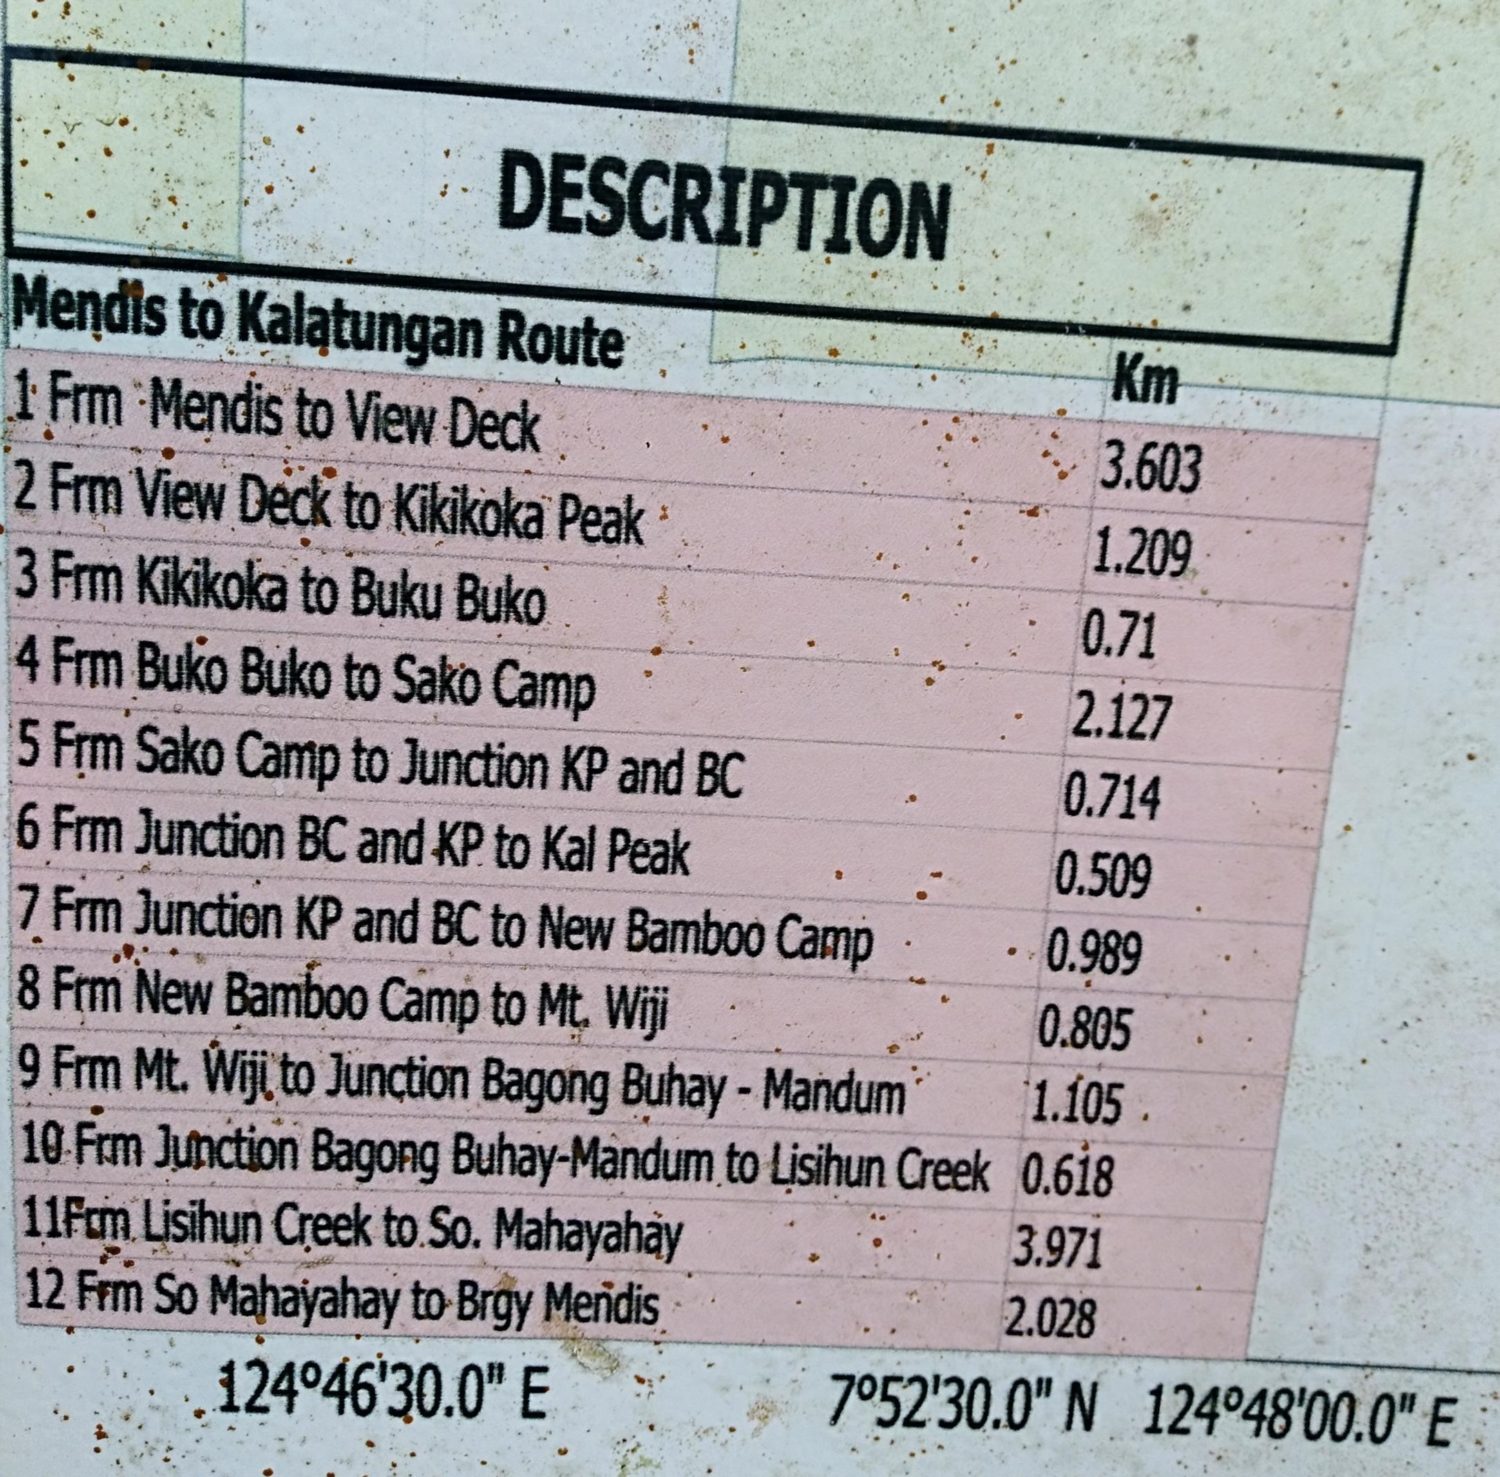 DESCRIPTION
Mendis to Kalatungan Route Km
1 Frm Mendis to View Deck 3.603
2 Frm View Deck to Kikikoka Peak 1.209
3 Frm Kikikoka to Buku Buko 0.71
4 Frm Buko Buko to Sako Camp 2.127
5 Frm Sako Camp to Junction KP and BC 0.714
6 Frm Junction BC and KP to Kal Peak 0.509
7 Frm Junction KP and BC to New Bamboo Camp 0.989
8 Frm New Bamboo Camp to Mt. Wiji 0.805
9 Frm Mt. Wiji to Junction Bagong Buhay - Mandum 1.105
10 Frm Junction Bagong Buhay-Mandum to Lisihun Creek 0.618
11Frm Lisihun Creek to So. Mahayahay 3.971
12 Frm So Mahayahay to Brgy Mendis 2.028
124º46'30.0" E 7º52'30.0" N 124º48'00.0" E